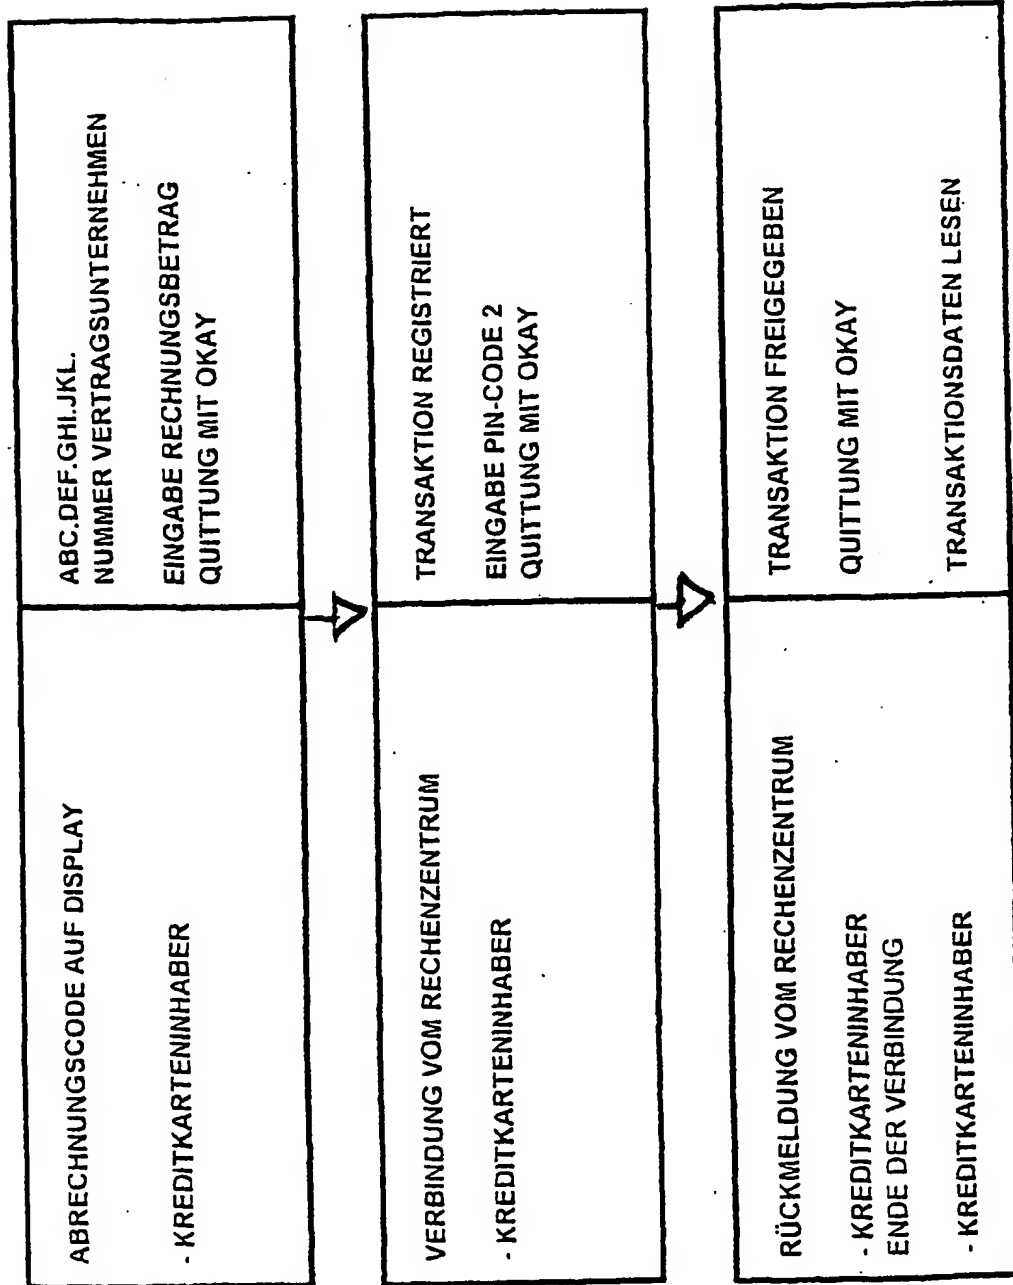 ABRECHNUNGSCODE AUF DISPLAY
- KREDITKARTENINHABER
ABC.DEF.GHI.JKL.
NUMMER VERTRAGSUNTERNEHMEN
EINGABE RECHNUNGSBETRAG
QUITTUNG MIT OKAY
VERBINDUNG VOM RECHENZENTRUM
- KREDITKARTENINHABER
TRANSAKTION REGISTRIERT
EINGABE PIN-CODE 2
QUITTUNG MIT OKAY
RÜCKMELDUNG VOM RECHENZENTRUM
- KREDITKARTENINHABER
ENDE DER VERBINDUNG
- KREDITKARTENINHABER
TRANSAKTION FREIGEGEBEN
QUITTUNG MIT OKAY
TRANSAKTIONSDATEN LESEN